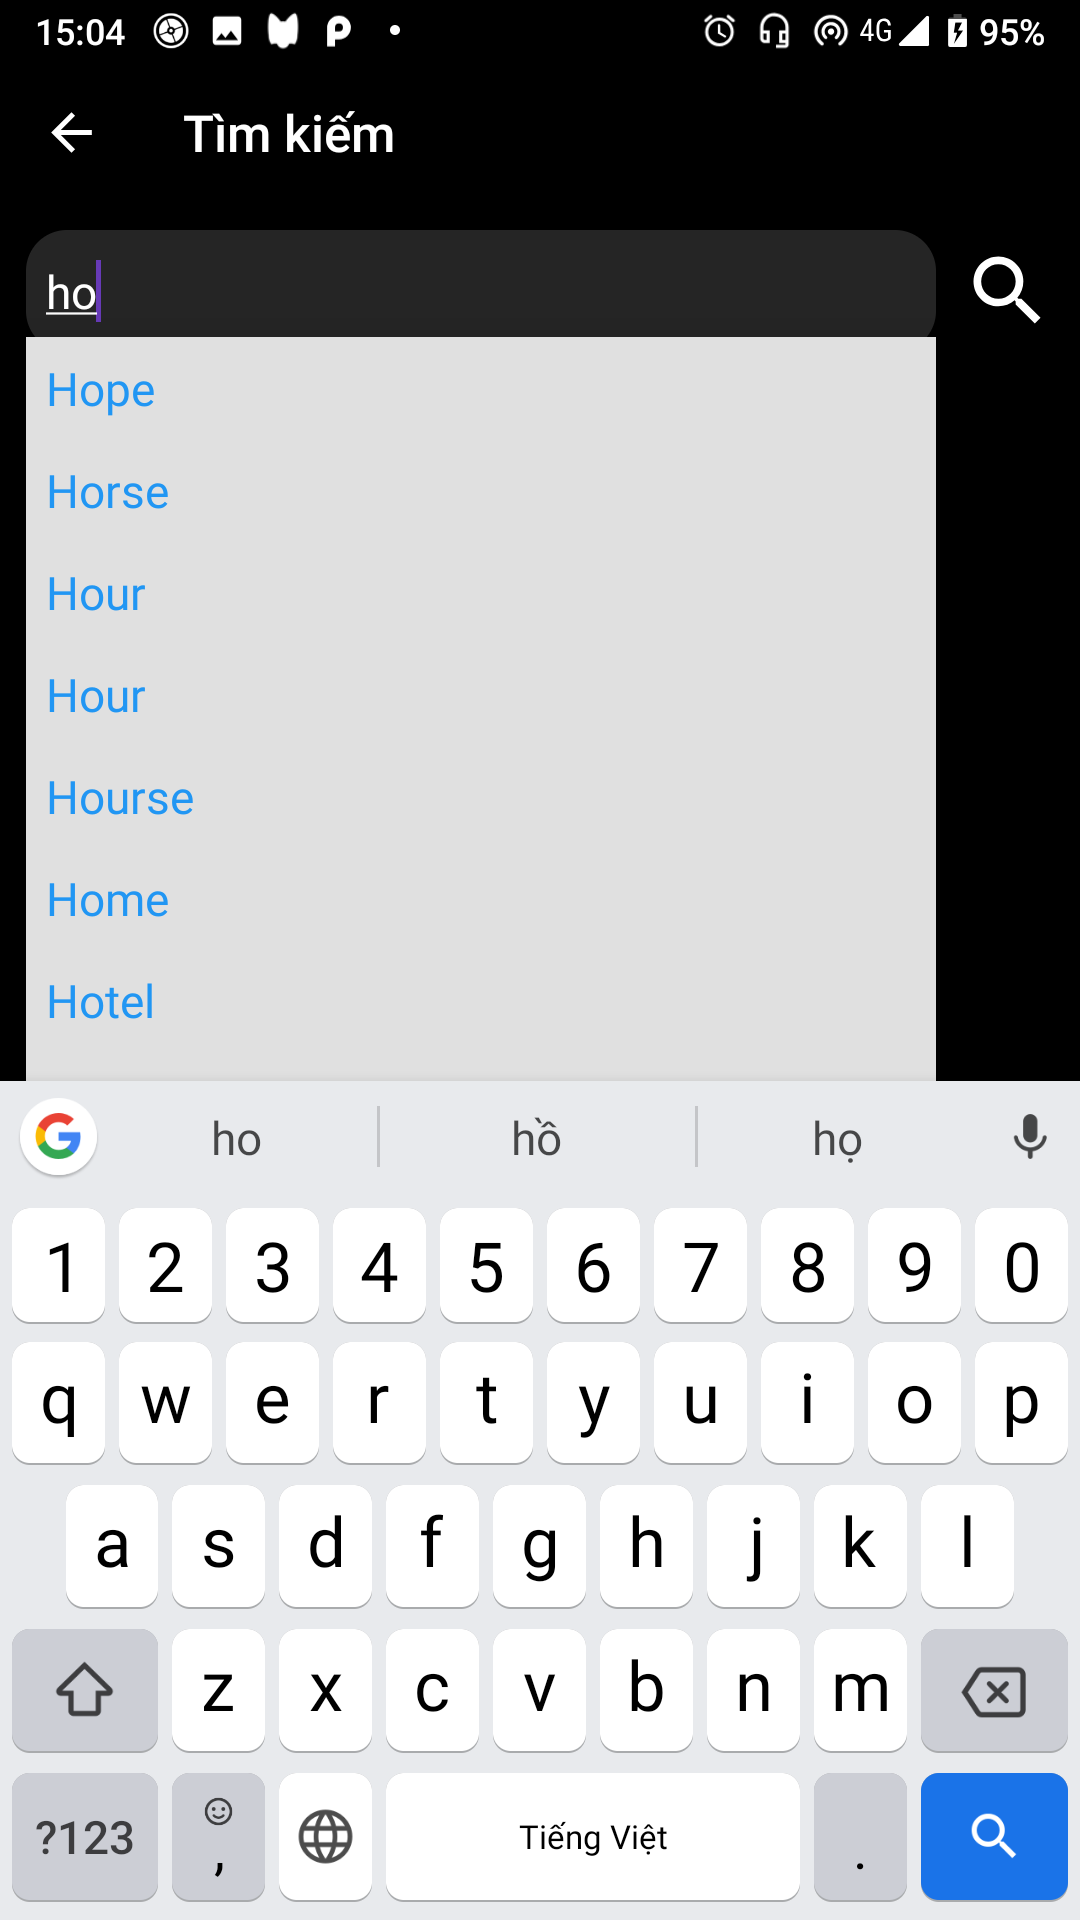 15:04 4G 95%
Tìm kiếm
ho
Hope
Horse
Hour
Hour
Hourse
Home
Hotel
ho hồ họ
1 2 3 4 5 6 7 8 9 0
q w e r t y u i o p
a s d f g h j k l
z x c v b n m
?123 , Tiếng Việt .